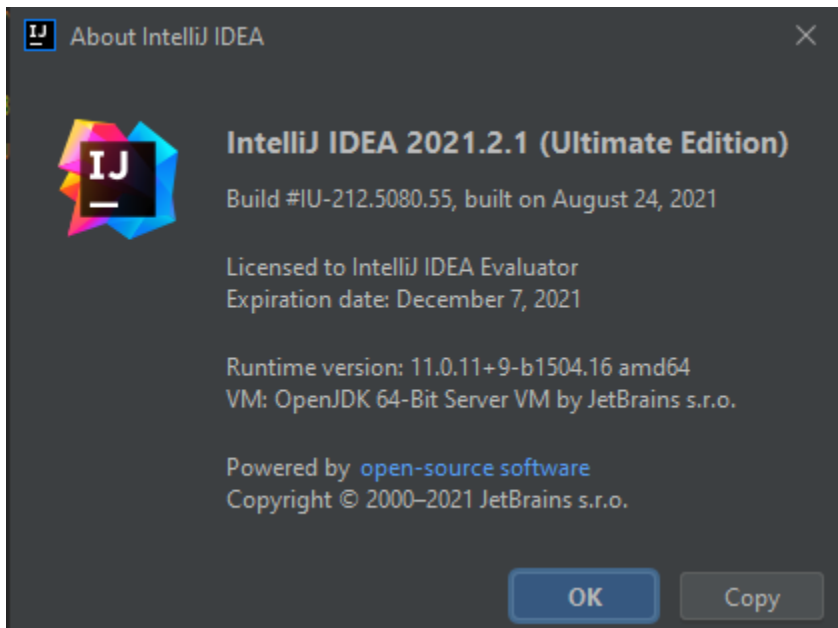 IJ About IntelliJ IDEA
IJ
IntelliJ IDEA 2021.2.1 (Ultimate Edition)
Build #IU-212.5080.55, built on August 24, 2021
Licensed to IntelliJ IDEA Evaluator
Expiration date: December 7, 2021
Runtime version: 11.0.11+9-b1504.16 amd64
VM: OpenJDK 64-Bit Server VM by JetBrains s.r.o.
Powered by open-source software
Copyright © 2000–2021 JetBrains s.r.o.
OK Copy